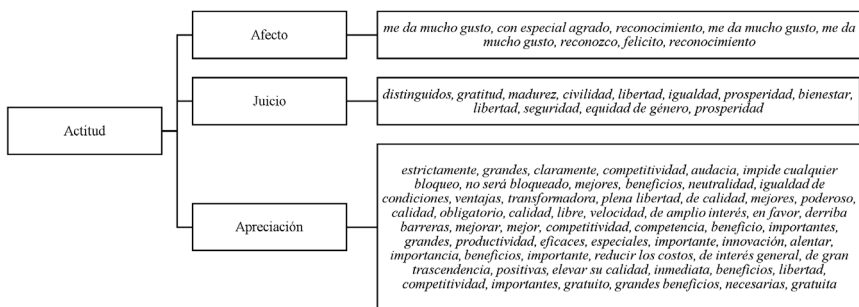 Actitud
Afecto
me da mucho gusto, con especial agrado, reconocimiento, me da mucho gusto, me da
mucho gusto, reconozco, felicito, reconocimiento
Juicio
distinguidos, gratitud, madurez, civilidad, libertad, igualdad, prosperidad, bienestar,
libertad, seguridad, equidad de género, prosperidad
Apreciación
estrictamente, grandes, claramente, competitividad, audacia, impide cualquier
bloqueo, no será bloqueado, mejores, beneficios, neutralidad, igualdad de
condiciones, ventajas, transformadora, plena libertad, de calidad, mejores, poderoso,
calidad, obligatorio, calidad, libre, velocidad, de amplio interés, en favor, derriba
barreras, mejorar, mejor, competitividad, competencia, beneficio, importantes,
grandes, productividad, eficaces, especiales, importante, innovación, alentar,
importancia, beneficios, importante, reducir los costos, de interés general, de gran
trascendencia, positivas, elevar su calidad, inmediata, beneficios, libertad,
competitividad, importantes, gratuito, grandes beneficios, necesarias, gratuita